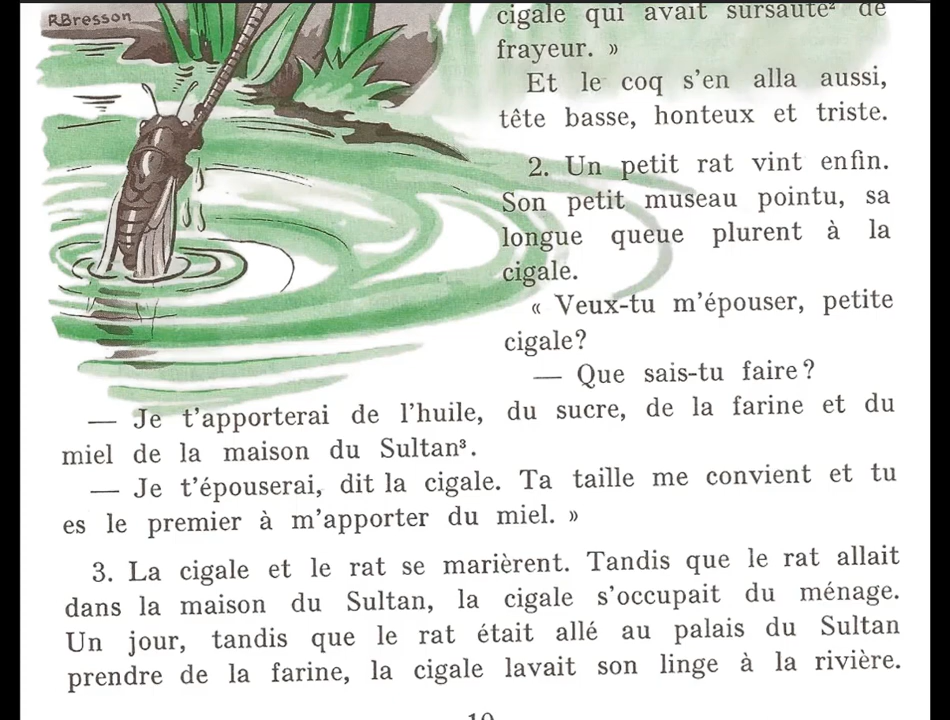 RBresson
cigale qui avait sursauté² de
frayeur. »
Et le coq s'en alla aussi,
tête basse, honteux et triste.
2. Un petit rat vint enfin.
Son petit museau pointu, sa
longue queue plurent à la
cigale.
« Veux-tu m'épouser, petite
cigale?
— Que sais-tu faire?
— Je t'apporterai de l'huile, du sucre, de la farine et du
miel de la maison du Sultan³.
— Je t'épouserai, dit la cigale. Ta taille me convient et tu
es le premier à m'apporter du miel. »
3. La cigale et le rat se marièrent. Tandis que le rat allait
dans la maison du Sultan, la cigale s'occupait du ménage.
Un jour, tandis que le rat était allé au palais du Sultan
prendre de la farine, la cigale lavait son linge à la rivière.